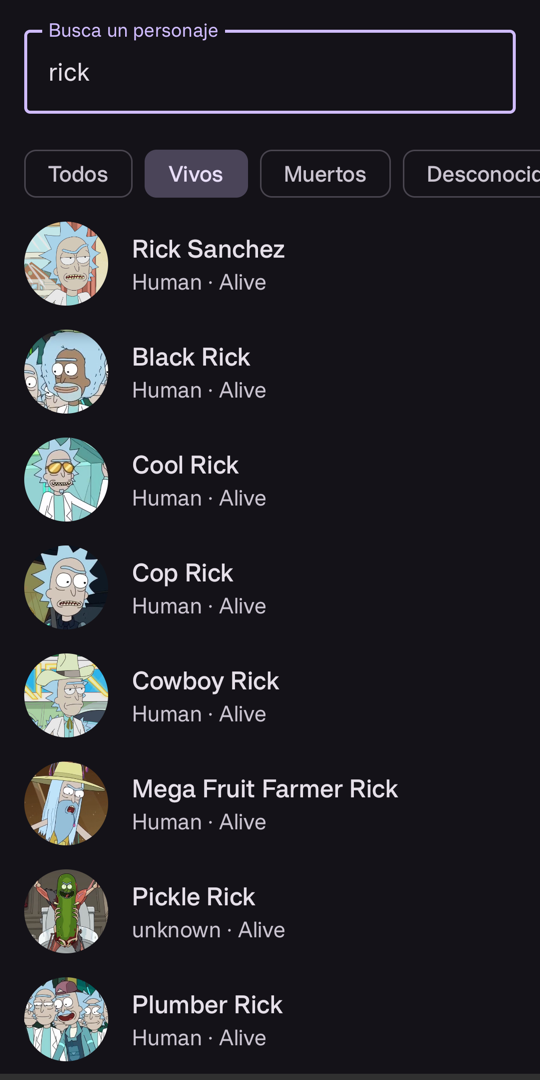 Busca un personaje
rick
Todos Vivos Muertos Desconocid
Rick Sanchez
Human · Alive
Black Rick
Human · Alive
Cool Rick
Human · Alive
Cop Rick
Human · Alive
Cowboy Rick
Human · Alive
Mega Fruit Farmer Rick
Human · Alive
Pickle Rick
unknown · Alive
Plumber Rick
Human · Alive